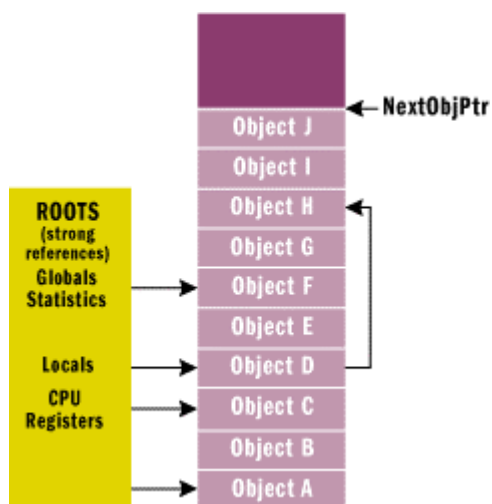 NextObjPtr
Object J
Object I
Object H
Object G
Object F
Object E
Object D
Object C
Object B
Object A
ROOTS
(strong
references)
Globals
Statistics
Locals
CPU
Registers